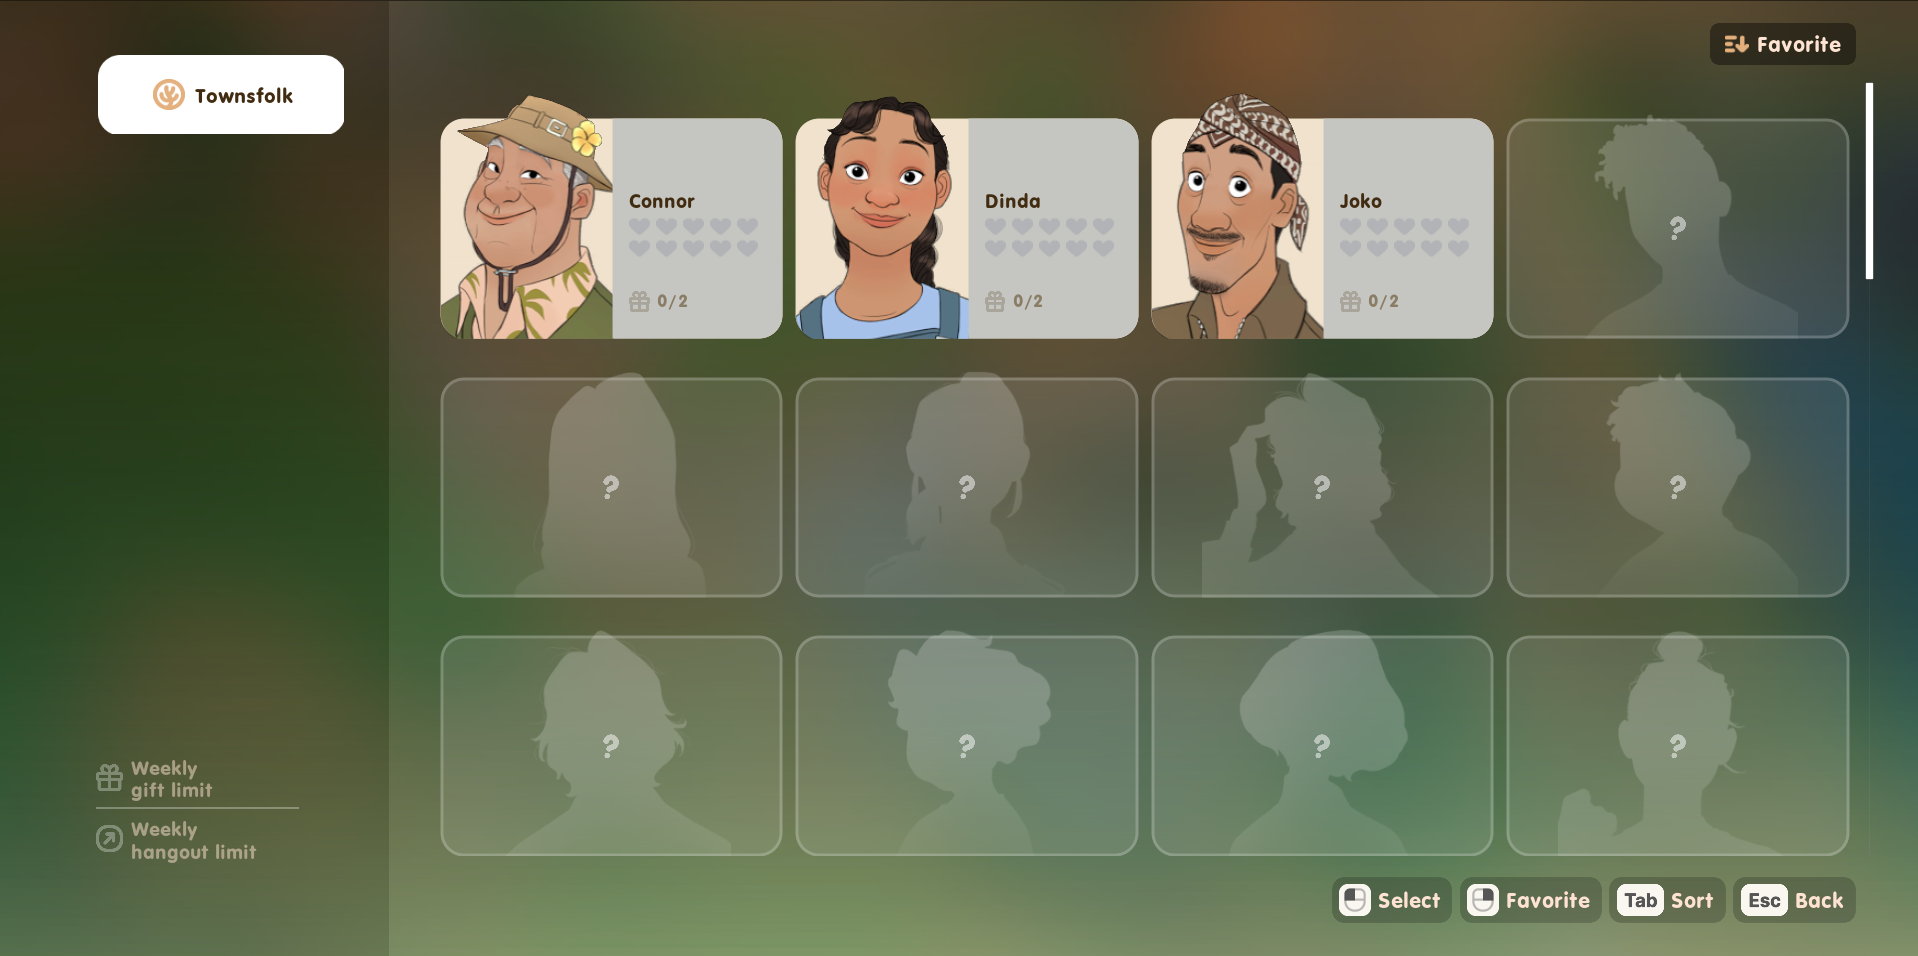 Favorite
Townsfolk
Connor
0/2
Dinda
0/2
Joko
0/2
?
?
?
?
?
?
?
?
?
Weekly
gift limit
Weekly
hangout limit
Select
Favorite
Tab Sort
Esc Back